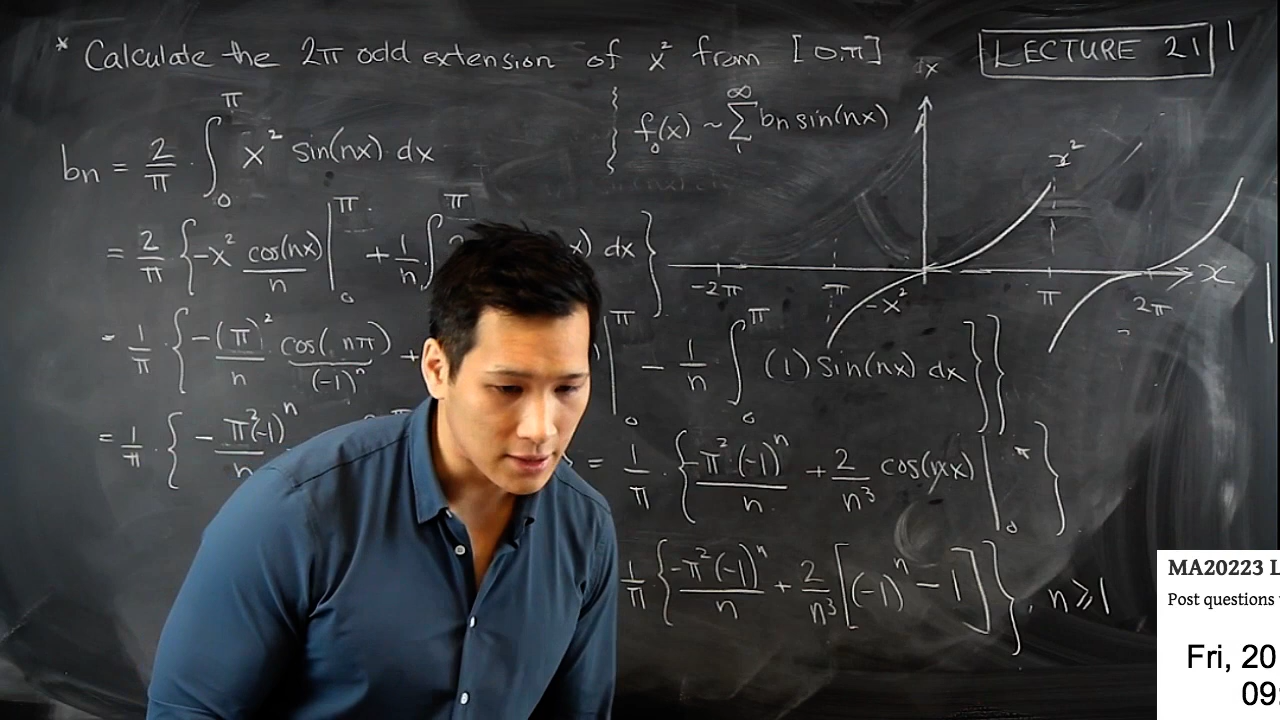 * Calculate the 2π odd extension of x² from [0,π]
LECTURE 21
bn = 2/π · ∫₀^π x² sin(nx) dx
f₀(x) ~ ∑₁^∞ bn sin(nx)
= 2/π {-x² cos(nx)/n |₀^π + 1/n ∫^π x) dx }
= 1/π · { -(π)²/n cos(nπ)/(-1)ⁿ + |₀^π - 1/n ∫₀^π (1) sin(nx) dx }}
= 1/π · { - π²(-1)ⁿ/n
= 1/π · { -π²·(-1)ⁿ/n + 2/n³ cos(nx) |₀^π }
1/π · { -π²(-1)ⁿ/n + 2/n³ [(-1)ⁿ - 1] }, n ≥ 1
x²
-2π
-π
-x²
π
2π
x
MA20223 L
Post questions
Fri, 20
09: